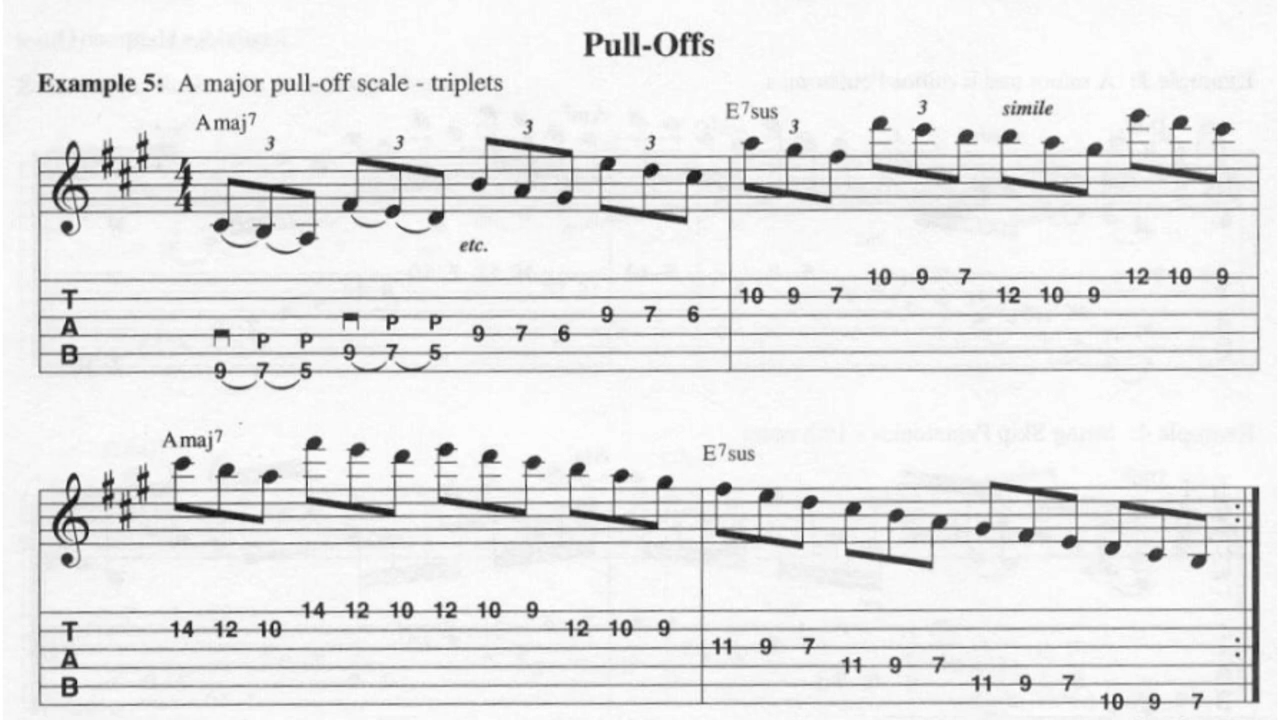 Pull-Offs
Example 5: A major pull-off scale - triplets
Amaj7 E7sus
3 3 3 3 3 3 simile
4
4
etc.
10 9 7 12 10 9
10 9 7 12 10 9
T
9 7 6
A P P 9 7 6
P P 9 7 5
B
9 7 5
Amaj7 E7sus
14 12 10 12 10 9
T 14 12 10 12 10 9
11 9 7
A 11 9 7
B 11 9 7
10 9 7